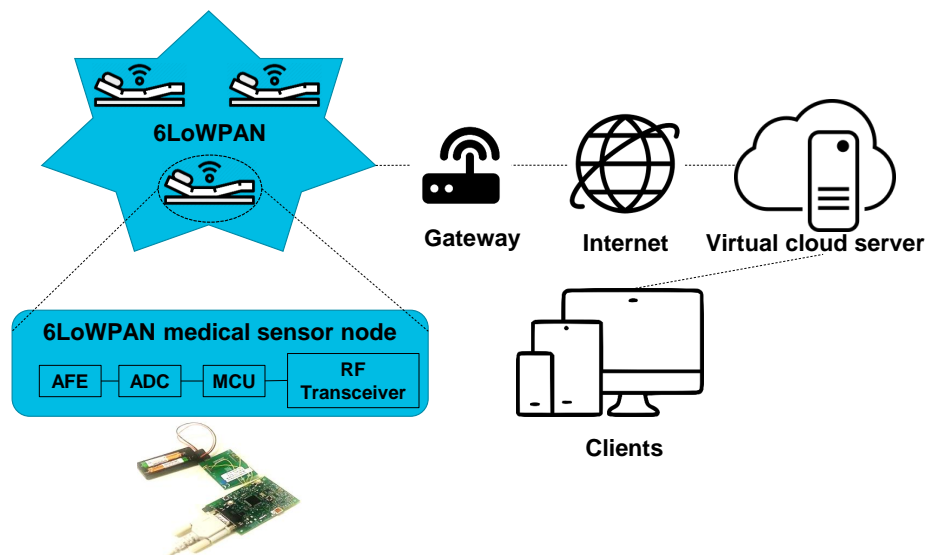 6LoWPAN
Gateway
Internet
Virtual cloud server
6LoWPAN medical sensor node
AFE
ADC
MCU
RF
Transceiver
Clients